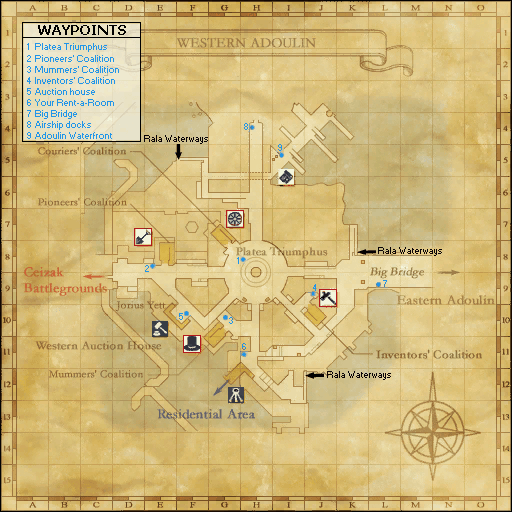 A B C D E F G H I J K L M N O
WAYPOINTS
1 Platea Triumphus
2 Pioneers' Coalition
3 Mummers' Coalition
4 Inventors' Coalition
5 Auction house
6 Your Rent-a-Room
7 Big Bridge
8 Airship docks
9 Adoulin Waterfront
WESTERN ADOULIN
1
2
3
4
5
6
7
8
9
10
11
12
13
14
15
8
9
Rala Waterways
Couriers' Coalition
Pioneers' Coalition
Platea Triumphus
Rala Waterways
1
2
Ceizak
Battlegrounds
Big Bridge
7
Eastern Adoulin
4
Jorius Yett
5
3
Western Auction House
6
Inventors' Coalition
Mummers' Coalition
Rala Waterways
Residential Area
A B C D E F G H I J K L M N O